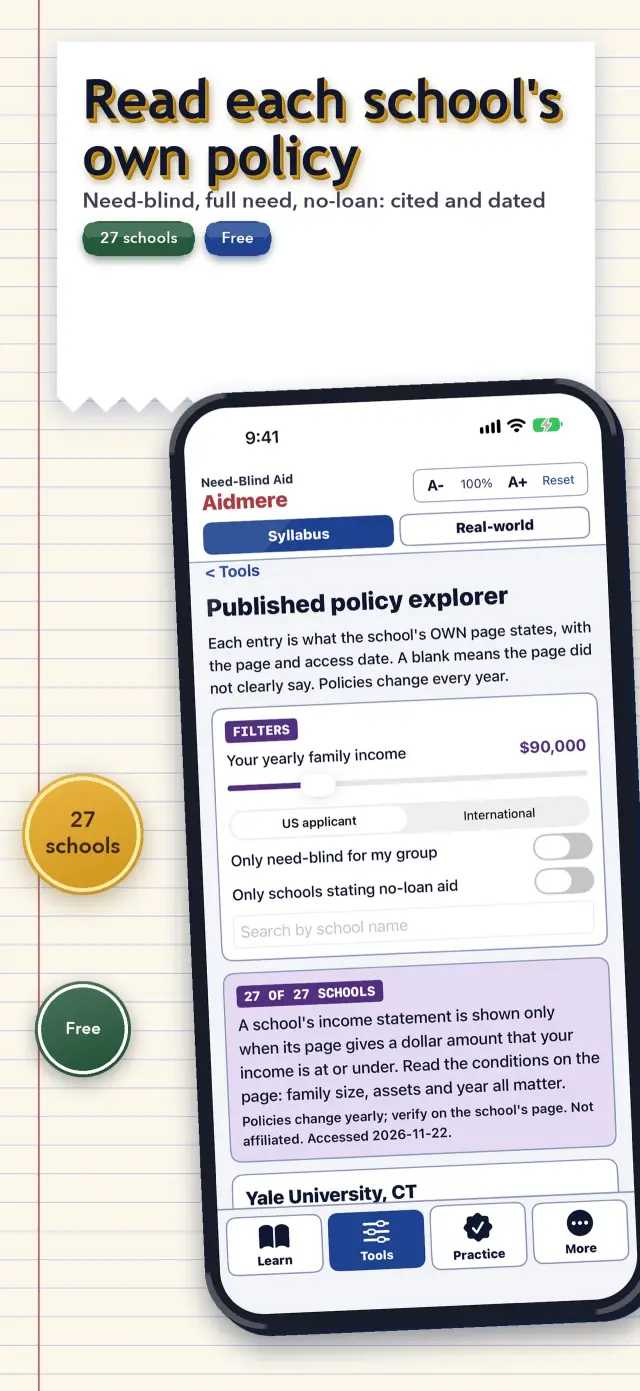 Read each school's
own policy
Need-blind, full need, no-loan: cited and dated
27 schools
Free
9:41
Need-Blind Aid
Aidmere
A-
100%
A+
Reset
Syllabus
Real-world
< Tools
Published policy explorer
Each entry is what the school's OWN page states, with
the page and access date. A blank means the page did
not clearly say. Policies change every year.
FILTERS
Your yearly family income
$90,000
US applicant
International
Only need-blind for my group
Only schools stating no-loan aid
Search by school name
27
schools
Free
27 OF 27 SCHOOLS
A school's income statement is shown only
when its page gives a dollar amount that your
income is at or under. Read the conditions on the
page: family size, assets and year all matter.
Policies change yearly; verify on the school's page. Not
affiliated. Accessed 2026-11-22.
Yale University, CT
Learn
Tools
Practice
More